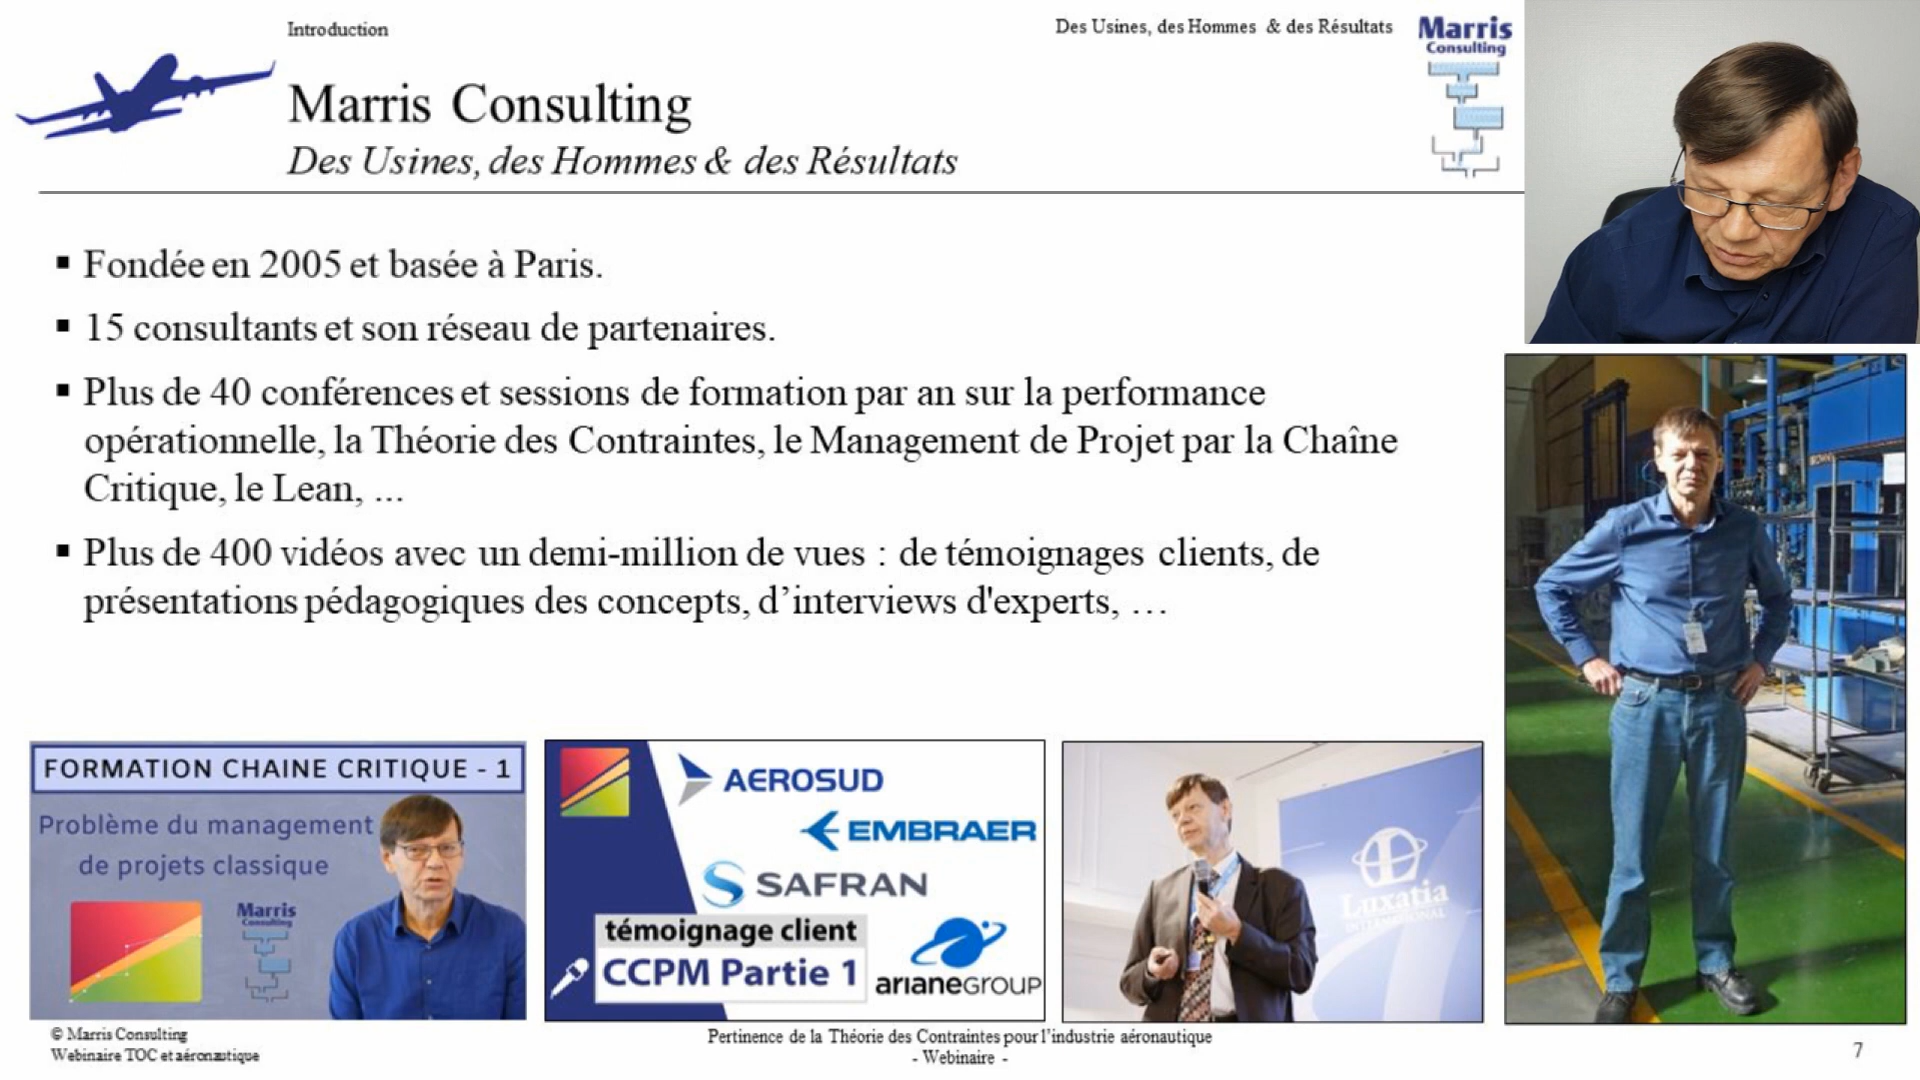 Introduction
Des Usines, des Hommes & des Résultats
Marris
Consulting
Marris Consulting
Des Usines, des Hommes & des Résultats
▪ Fondée en 2005 et basée à Paris.
▪ 15 consultants et son réseau de partenaires.
▪ Plus de 40 conférences et sessions de formation par an sur la performance
opérationnelle, la Théorie des Contraintes, le Management de Projet par la Chaîne
Critique, le Lean, ...
▪ Plus de 400 vidéos avec un demi-million de vues : de témoignages clients, de
présentations pédagogiques des concepts, d’interviews d'experts, …
FORMATION CHAINE CRITIQUE - 1
Problème du management
de projets classique
Marris
Consulting
AEROSUD
EMBRAER
SAFRAN
témoignage client
CCPM Partie 1
arianeGROUP
Luxatia
INTERNATIONAL
© Marris Consulting
Webinaire TOC et aéronautique
Pertinence de la Théorie des Contraintes pour l’industrie aéronautique
- Webinaire -
7